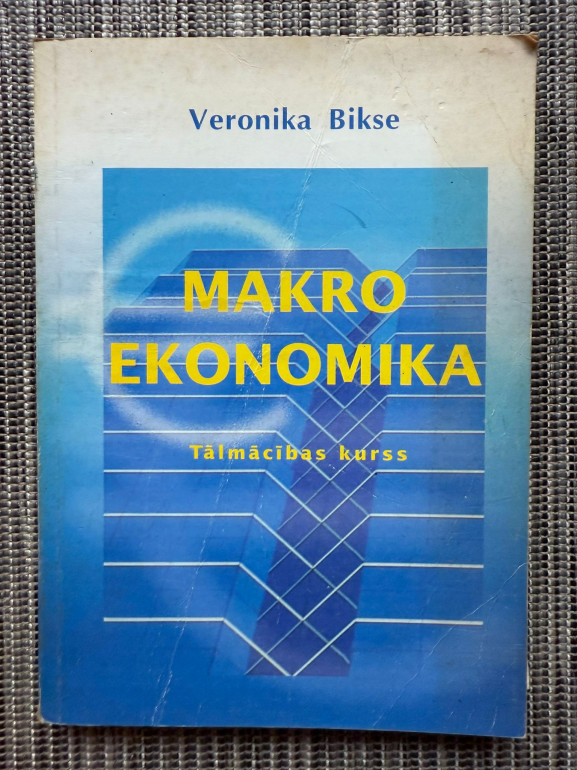 Veronika Bikse
MAKRO
EKONOMIKA
Tālmācības kurss